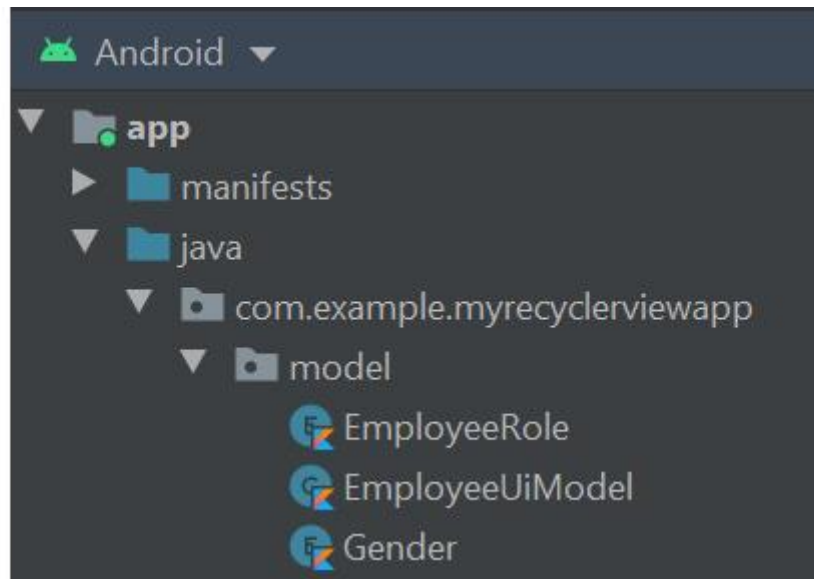 Android
app
manifests
java
com.example.myrecyclerviewapp
model
EmployeeRole
EmployeeUiModel
Gender